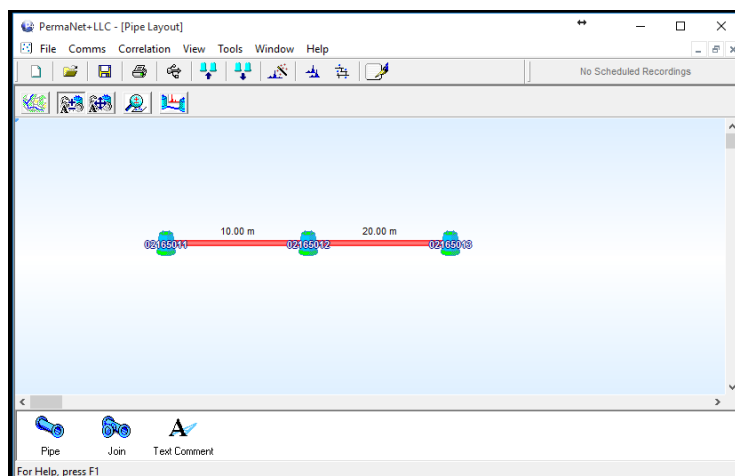 PermaNet+LLC - [Pipe Layout]
File Comms Correlation View Tools Window Help
No Scheduled Recordings
10.00 m 20.00 m
02165011 02165012 02165013
Pipe Join Text Comment
For Help, press F1